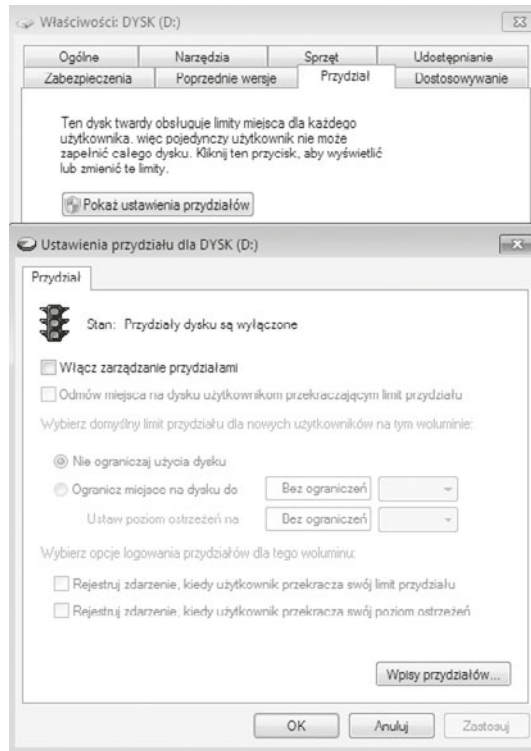 Właściwości: DYSK (D:)
Ogólne Narzędzia Sprzęt Udostępnianie
Zabezpieczenia Poprzednie wersje Przydział Dostosowywanie
Ten dysk twardy obsługuje limity miejsca dla każdego
użytkownika, więc pojedynczy użytkownik nie może
zapełnić całego dysku. Kliknij ten przycisk, aby wyświetlić
lub zmienić te limity.
Pokaż ustawienia przydziałów
Ustawienia przydziału dla DYSK (D:)
Przydział
Stan: Przydziały dysku są wyłączone
Włącz zarządzanie przydziałami
Odmów miejsca na dysku użytkownikom przekraczającym limit przydziału
Wybierz domyślny limit przydziału dla nowych użytkowników na tym woluminie:
Nie ograniczaj użycia dysku
Ogranicz miejsce na dysku do Bez ograniczeń
Ustaw poziom ostrzeżeń na Bez ograniczeń
Wybierz opcje logowania przydziałów dla tego woluminu:
Rejestruj zdarzenie, kiedy użytkownik przekracza swój limit przydziału
Rejestruj zdarzenie, kiedy użytkownik przekracza swój poziom ostrzeżeń
Wpisy przydziałów...
OK Anuluj Zastosuj